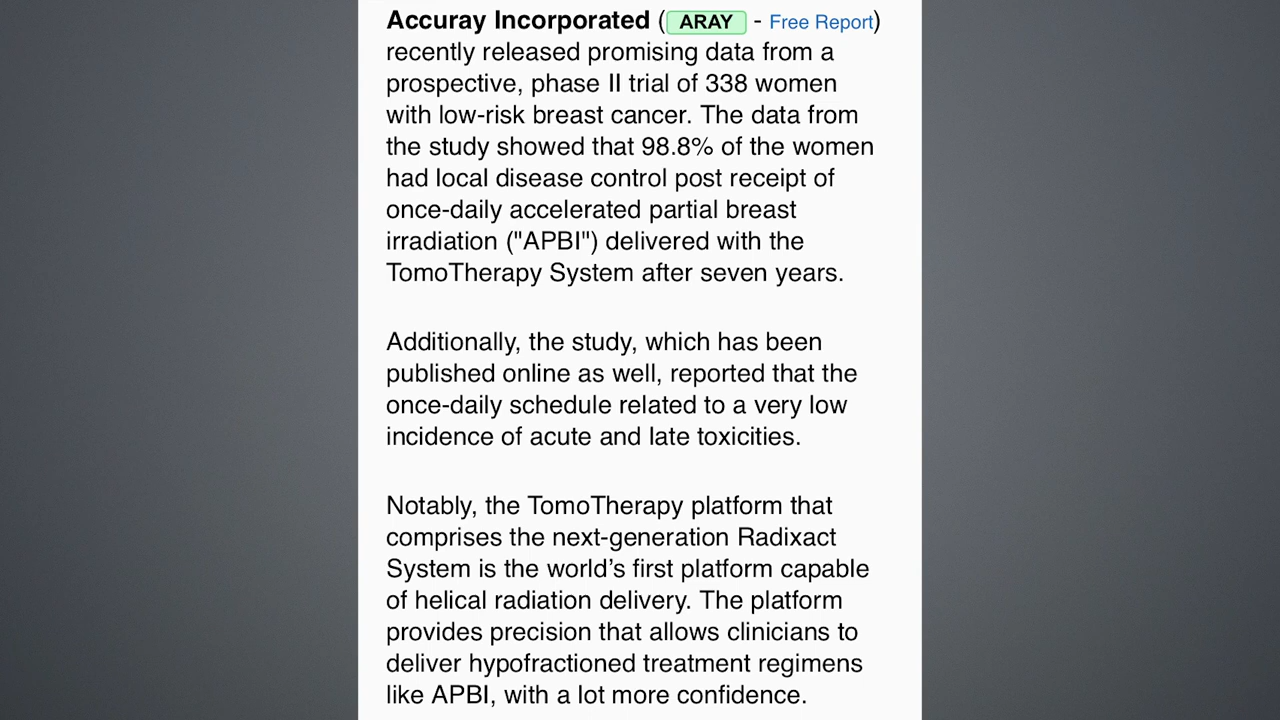 Accuray Incorporated (ARAY - Free Report)
recently released promising data from a
prospective, phase II trial of 338 women
with low-risk breast cancer. The data from
the study showed that 98.8% of the women
had local disease control post receipt of
once-daily accelerated partial breast
irradiation ("APBI") delivered with the
TomoTherapy System after seven years.
Additionally, the study, which has been
published online as well, reported that the
once-daily schedule related to a very low
incidence of acute and late toxicities.
Notably, the TomoTherapy platform that
comprises the next-generation Radixact
System is the world’s first platform capable
of helical radiation delivery. The platform
provides precision that allows clinicians to
deliver hypofractioned treatment regimens
like APBI, with a lot more confidence.